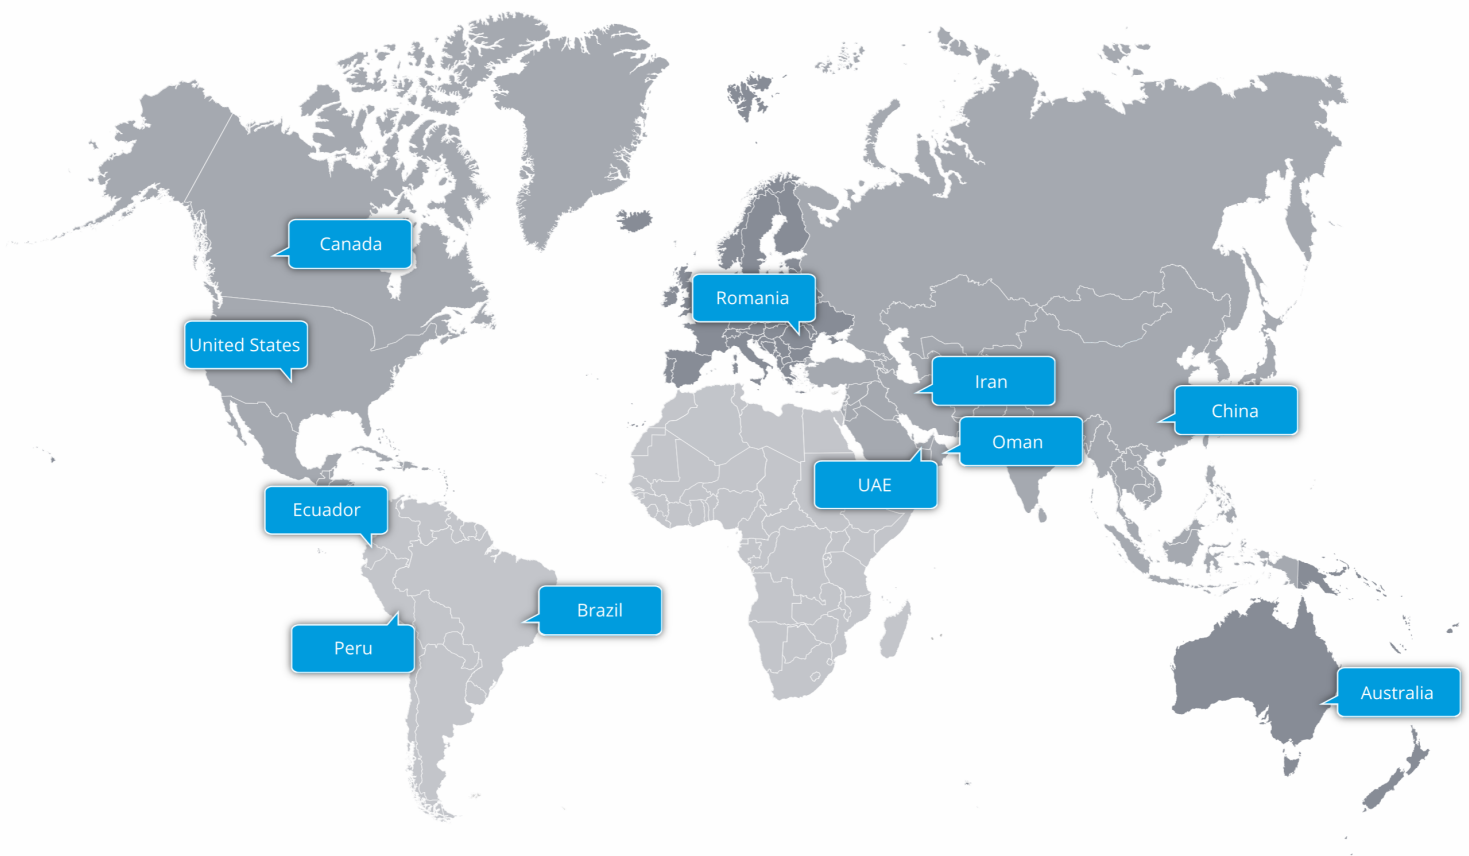 Canada
Romania
United States
Iran
China
Oman
UAE
Ecuador
Brazil
Peru
Australia